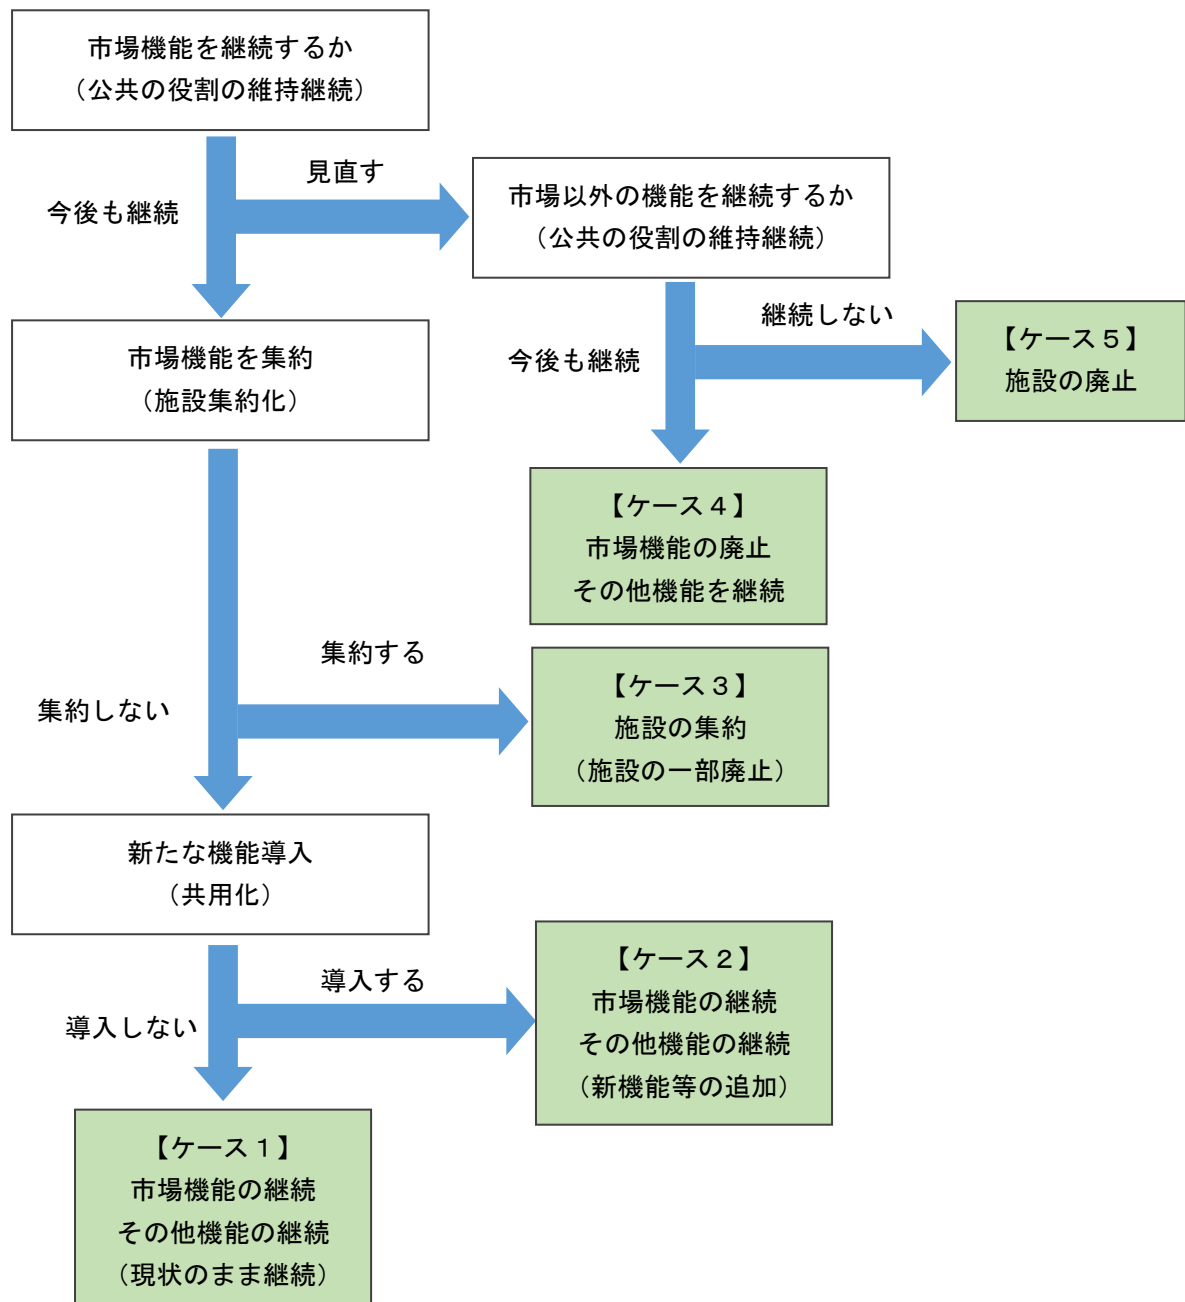 市場機能を継続するか
（公共の役割の維持継続）
見直す
今後も継続
市場以外の機能を継続するか
（公共の役割の維持継続）
継続しない
今後も継続
【ケース５】
施設の廃止
市場機能を集約
（施設集約化）
【ケース４】
市場機能の廃止
その他機能を継続
集約する
集約しない
【ケース３】
施設の集約
（施設の一部廃止）
新たな機能導入
（共用化）
導入する
導入しない
【ケース２】
市場機能の継続
その他機能の継続
（新機能等の追加）
【ケース１】
市場機能の継続
その他機能の継続
（現状のまま継続）